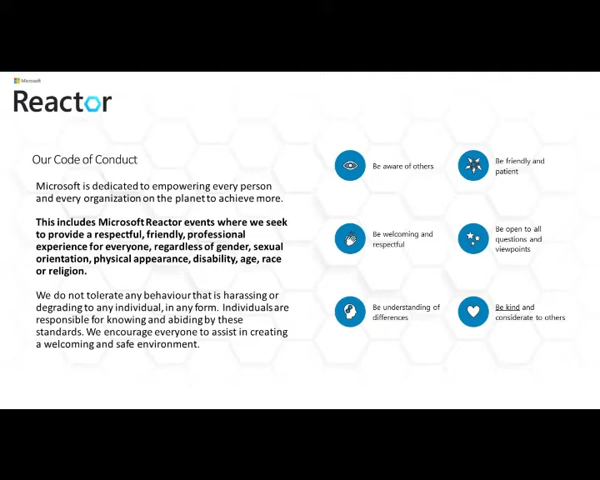 Microsoft
Reactor
Our Code of Conduct
Microsoft is dedicated to empowering every person
and every organization on the planet to achieve more.
This includes Microsoft Reactor events where we seek
to provide a respectful, friendly, professional
experience for everyone, regardless of gender, sexual
orientation, physical appearance, disability, age, race
or religion.
We do not tolerate any behaviour that is harassing or
degrading to any individual, in any form. Individuals are
responsible for knowing and abiding by these
standards. We encourage everyone to assist in creating
a welcoming and safe environment.
Be aware of others
Be friendly and
patient
Be welcoming and
respectful
Be open to all
questions and
viewpoints
Be understanding of
differences
Be kind and
considerate to others